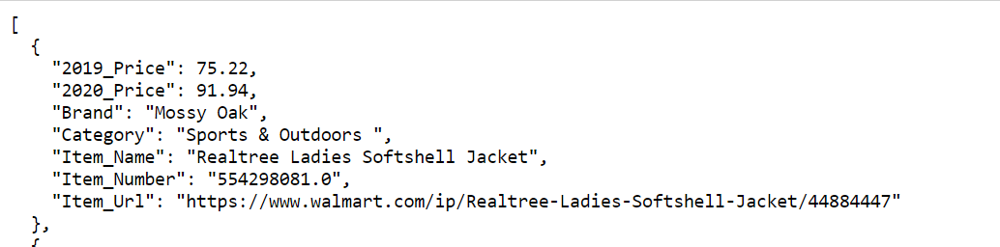 [
  {
    "2019_Price": 75.22,
    "2020_Price": 91.94,
    "Brand": "Mossy Oak",
    "Category": "Sports & Outdoors ",
    "Item_Name": "Realtree Ladies Softshell Jacket",
    "Item_Number": "554298081.0",
    "Item_Url": "https://www.walmart.com/ip/Realtree-Ladies-Softshell-Jacket/44884447"
  },
  {